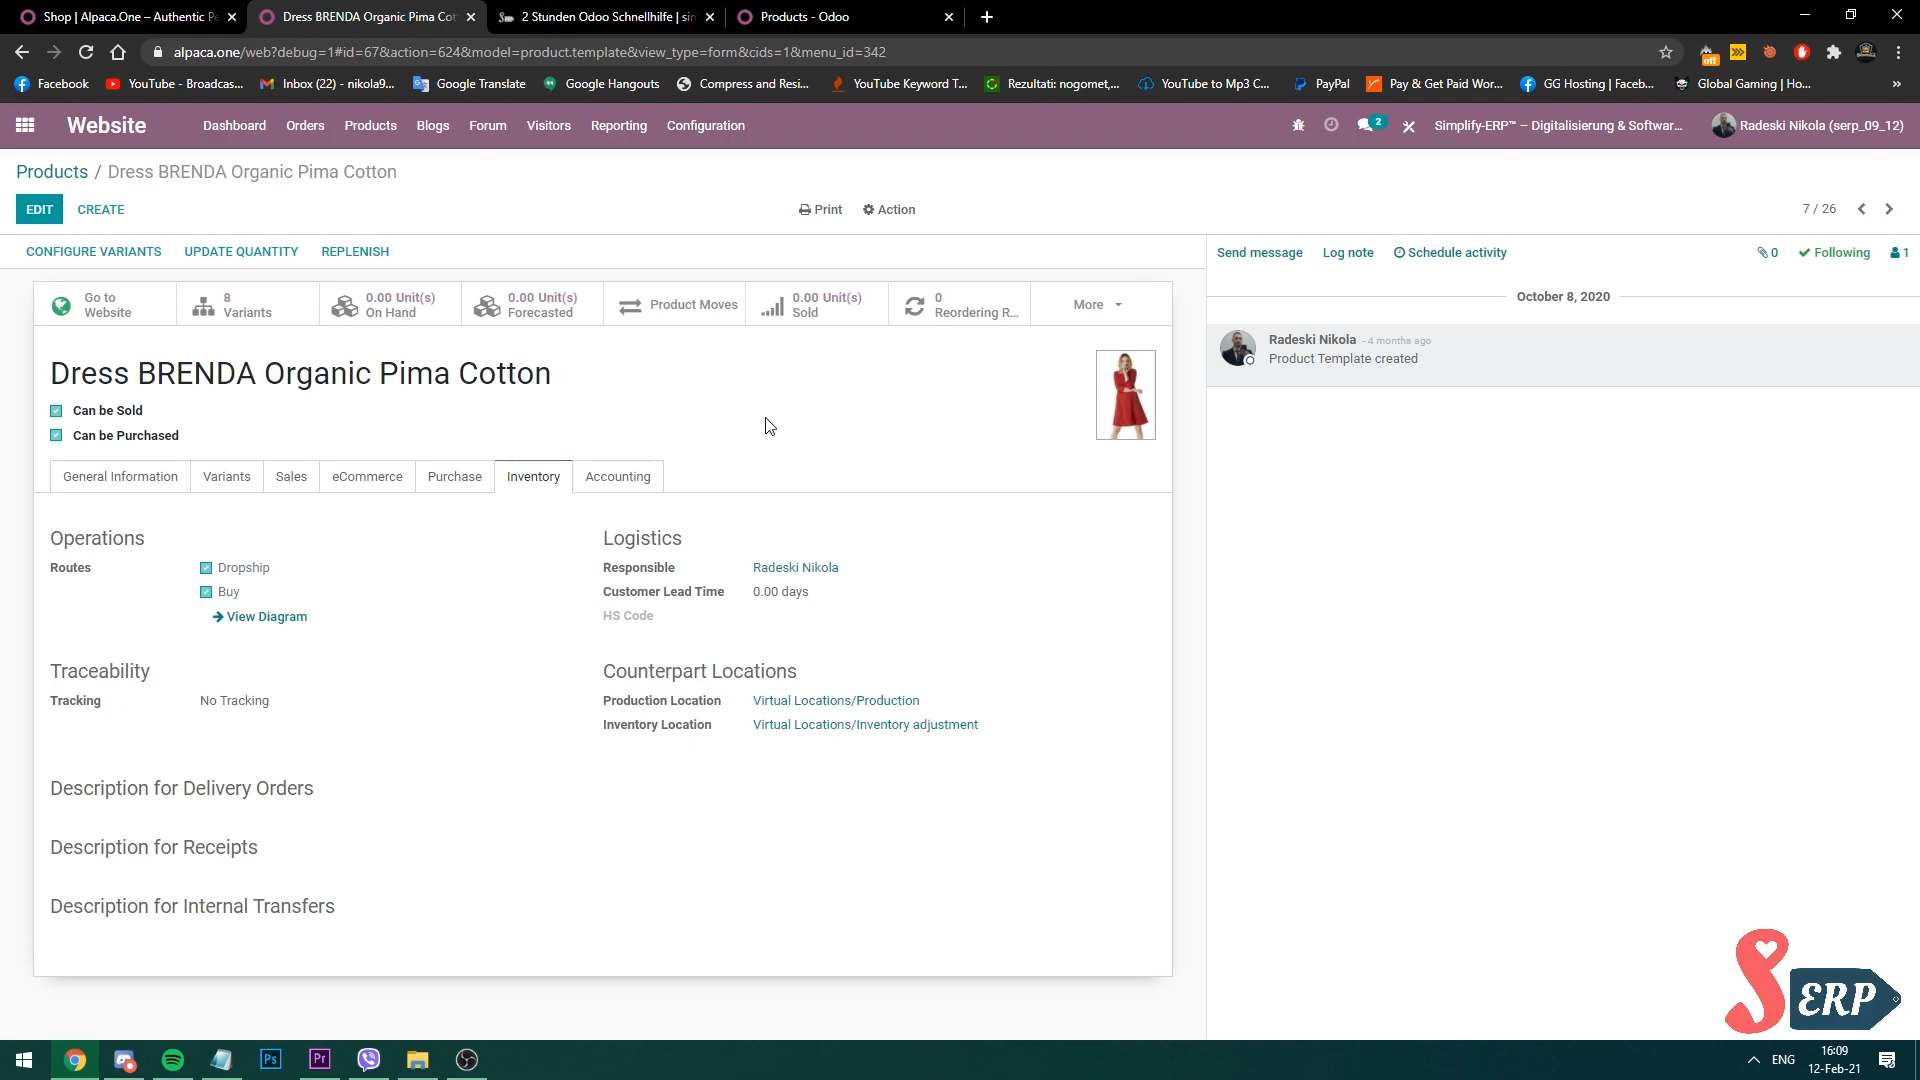 Shop | Alpaca.One – Authentic Pe
Dress BRENDA Organic Pima Cot
2 Stunden Odoo Schnellhilfe | sim
Products - Odoo
alpaca.one/web?debug=1#id=67&action=624&model=product.template&view_type=form&cids=1&menu_id=342
off
Facebook
YouTube - Broadcas...
Inbox (22) - nikola9...
Google Translate
Google Hangouts
Compress and Resi...
YouTube Keyword T...
Rezultati: nogomet,...
YouTube to Mp3 C...
PayPal
Pay & Get Paid Wor...
GG Hosting | Faceb...
Global Gaming | Ho...
»
Website
Dashboard
Orders
Products
Blogs
Forum
Visitors
Reporting
Configuration
2
Simplify-ERP™ – Digitalisierung & Softwar...
Radeski Nikola (serp_09_12)
Products / Dress BRENDA Organic Pima Cotton
EDIT
CREATE
Print
Action
7 / 26
CONFIGURE VARIANTS
UPDATE QUANTITY
REPLENISH
Send message
Log note
Schedule activity
0
Following
1
Go to
Website
8
Variants
0.00 Unit(s)
On Hand
0.00 Unit(s)
Forecasted
Product Moves
0.00 Unit(s)
Sold
0
Reordering R...
More
October 8, 2020
Radeski Nikola - 4 months ago
Product Template created
Dress BRENDA Organic Pima Cotton
Can be Sold
Can be Purchased
General Information
Variants
Sales
eCommerce
Purchase
Inventory
Accounting
Operations
Routes
Dropship
Buy
View Diagram
Logistics
Responsible
Radeski Nikola
Customer Lead Time
0.00 days
HS Code
Traceability
Tracking
No Tracking
Counterpart Locations
Production Location
Virtual Locations/Production
Inventory Location
Virtual Locations/Inventory adjustment
Description for Delivery Orders
Description for Receipts
Description for Internal Transfers
S ERP
Ps
Pr
ENG
16:09
12-Feb-21